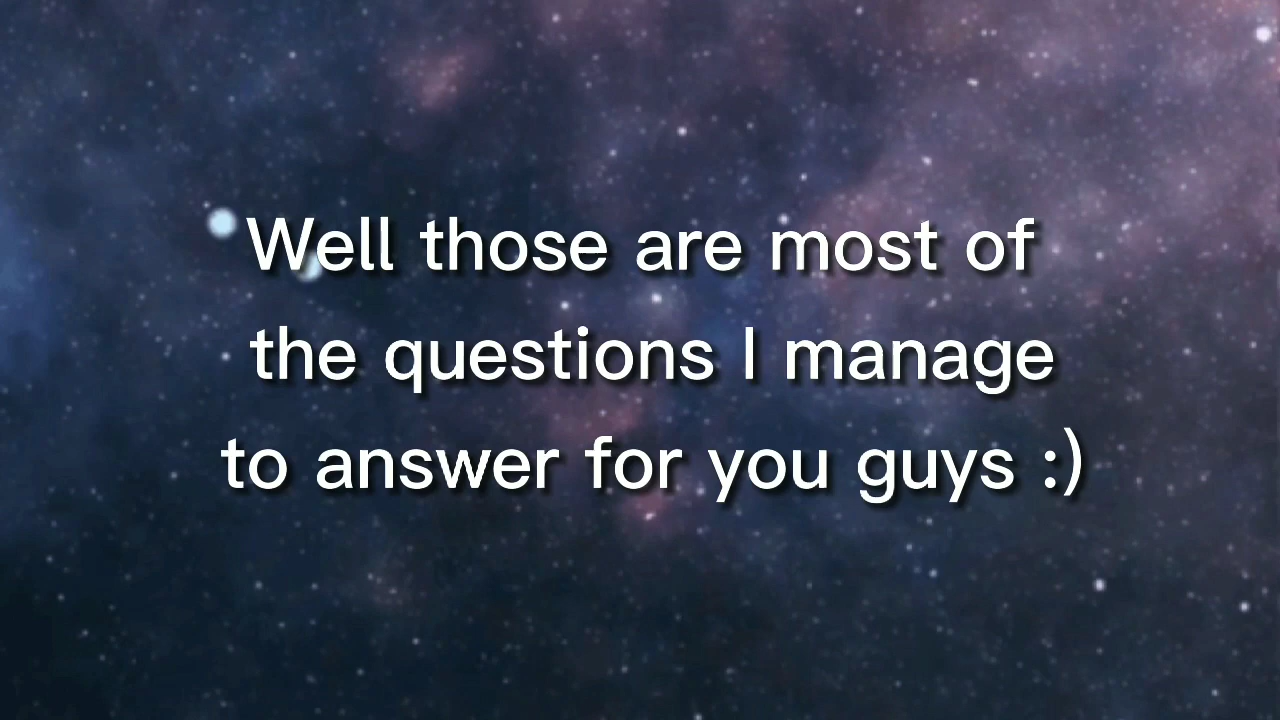 Well those are most of
the questions I manage
to answer for you guys :)